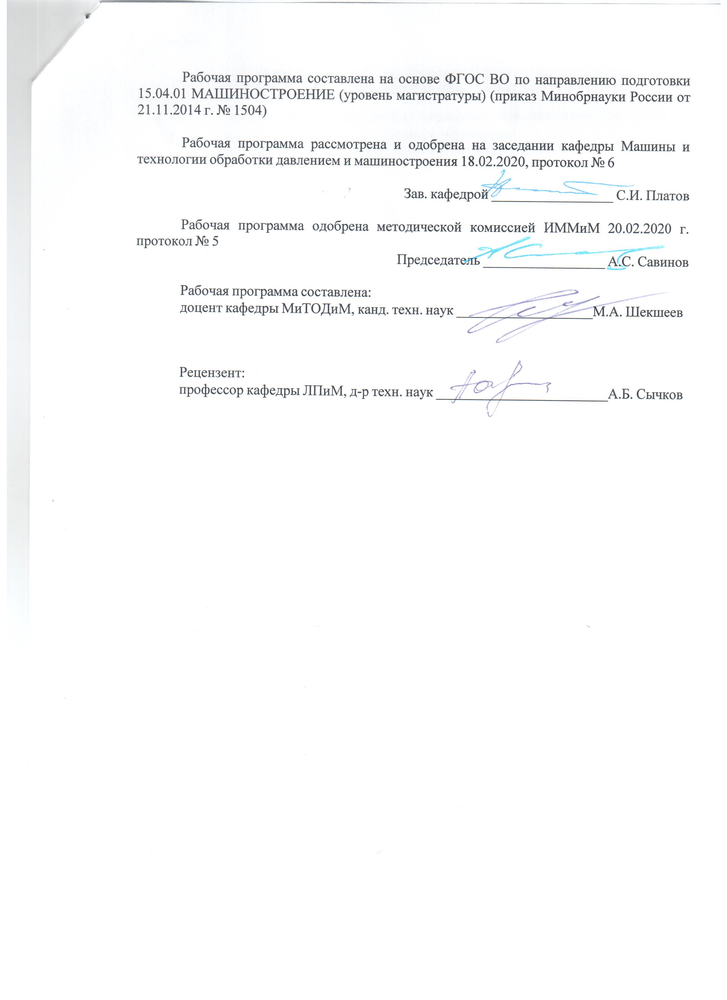 Рабочая программа составлена на основе ФГОС ВО по направлению подготовки
15.04.01 МАШИНОСТРОЕНИЕ (уровень магистратуры) (приказ Минобрнауки России от
21.11.2014 г. № 1504)
Рабочая программа рассмотрена и одобрена на заседании кафедры Машины и
технологии обработки давлением и машиностроения 18.02.2020, протокол № 6
Зав. кафедрой С.И. Платов
Рабочая программа одобрена методической комиссией ИММиМ 20.02.2020 г.
протокол № 5
Председатель А.С. Савинов
Рабочая программа составлена:
доцент кафедры МиТОДиМ, канд. техн. наук М.А. Шекшеев
Рецензент:
профессор кафедры ЛПиМ, д-р техн. наук А.Б. Сычков